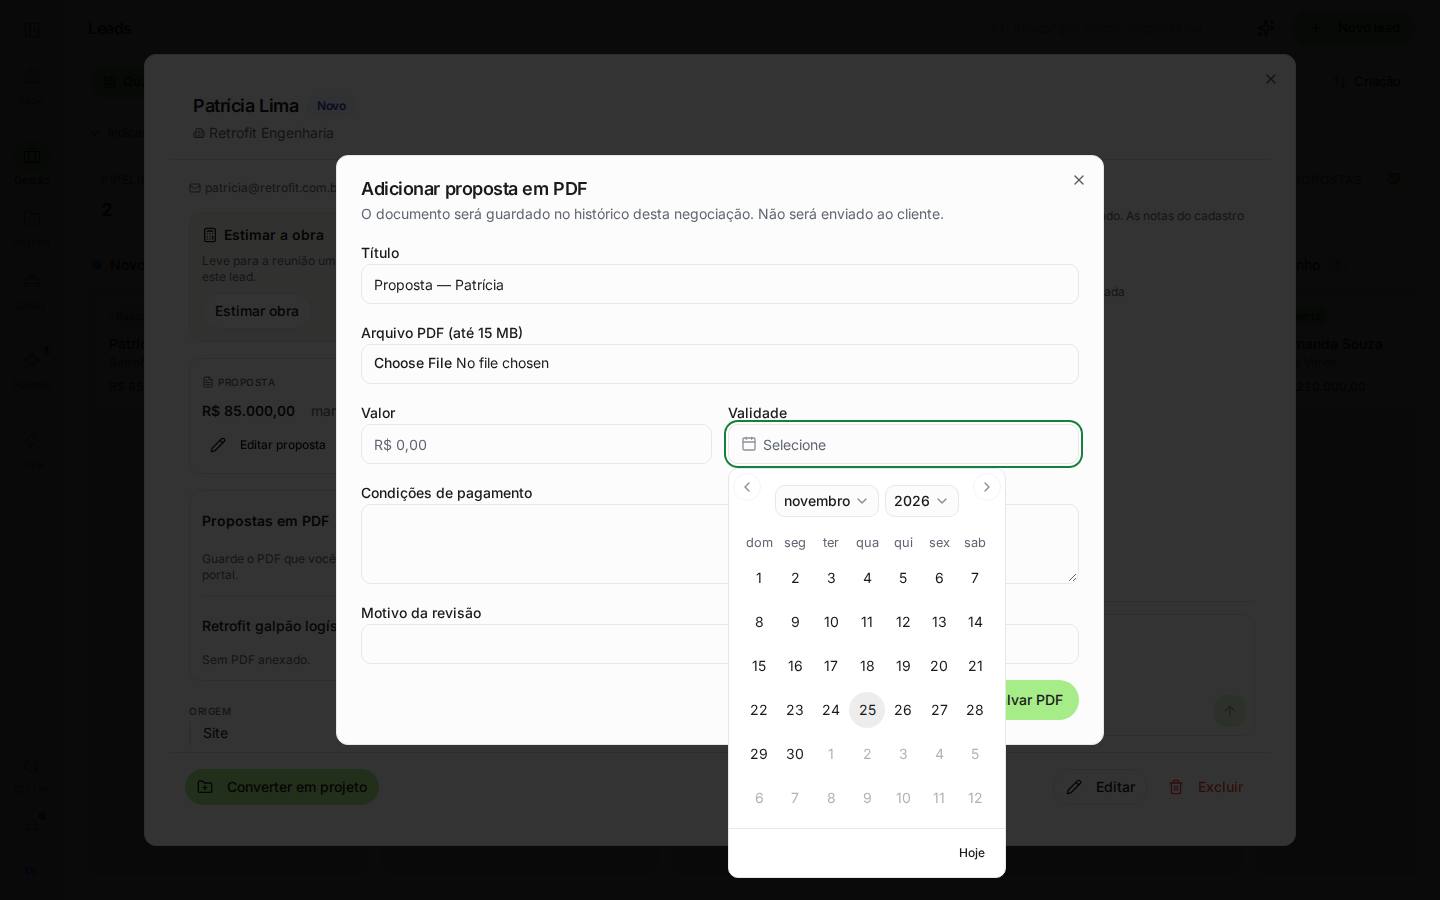 Leads
Novo lead
Criação
Patrícia Lima
Novo
Retrofit Engenharia
patricia@retrofit.com.b
Estimar a obra
Leve para a reunião um
este lead.
Estimar obra
PROPOSTA
R$ 85.000,00
mar
Editar proposta
Propostas em PDF
Guarde o PDF que você
portal.
Retrofit galpão logís
Sem PDF anexado.
ORIGEM
Site
Converter em projeto
Editar
Excluir
do. As notas do cadastro
ada
Adicionar proposta em PDF
O documento será guardado no histórico desta negociação. Não será enviado ao cliente.
Título
Proposta — Patrícia
Arquivo PDF (até 15 MB)
Choose File No file chosen
Valor
R$ 0,00
Validade
Selecione
Condições de pagamento
Motivo da revisão
lvar PDF
novembro
2026
dom seg ter qua qui sex sab
1 2 3 4 5 6 7
8 9 10 11 12 13 14
15 16 17 18 19 20 21
22 23 24 25 26 27 28
29 30 1 2 3 4 5
6 7 8 9 10 11 12
Hoje